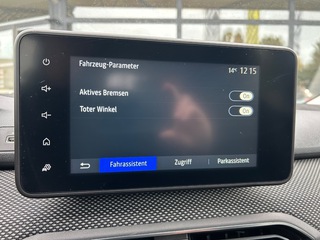 Fahrzeug-Parameter
14°C 12:15
Aktives Bremsen On
Toter Winkel On
Fahrassistent Zugriff Parkassistent